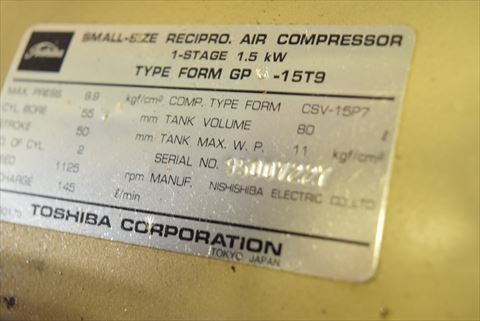 Toshiba
SMALL-SIZE RECIPRO. AIR COMPRESSOR
1-STAGE 1.5 kW
TYPE FORM GP -15T9
MAX. PRESS. 9.9 kgf/cm² COMP. TYPE FORM CSV-15P7
CYL BORE 55 mm TANK VOLUME 80 ℓ
STROKE 50 mm TANK MAX. W. P. 11 kgf/cm²
OF CYL 2 SERIAL NO.
1125 rpm MANUF. NISHISHIBA ELECTRIC CO.,LTD
145 ℓ/min
TOSHIBA CORPORATION
TOKYO JAPAN